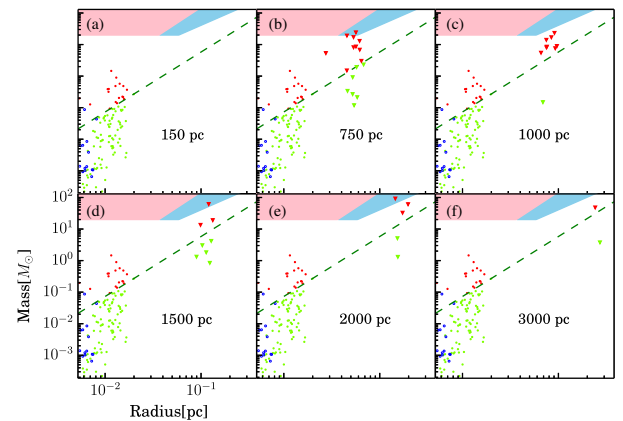 (a) (b) (c)
150 pc 750 pc 1000 pc
10² (d) (e) (f)
10¹
10⁰
10⁻¹
1500 pc 2000 pc 3000 pc
10⁻²
10⁻³
Mass[M⊙]
10⁻² 10⁻¹
Radius[pc]